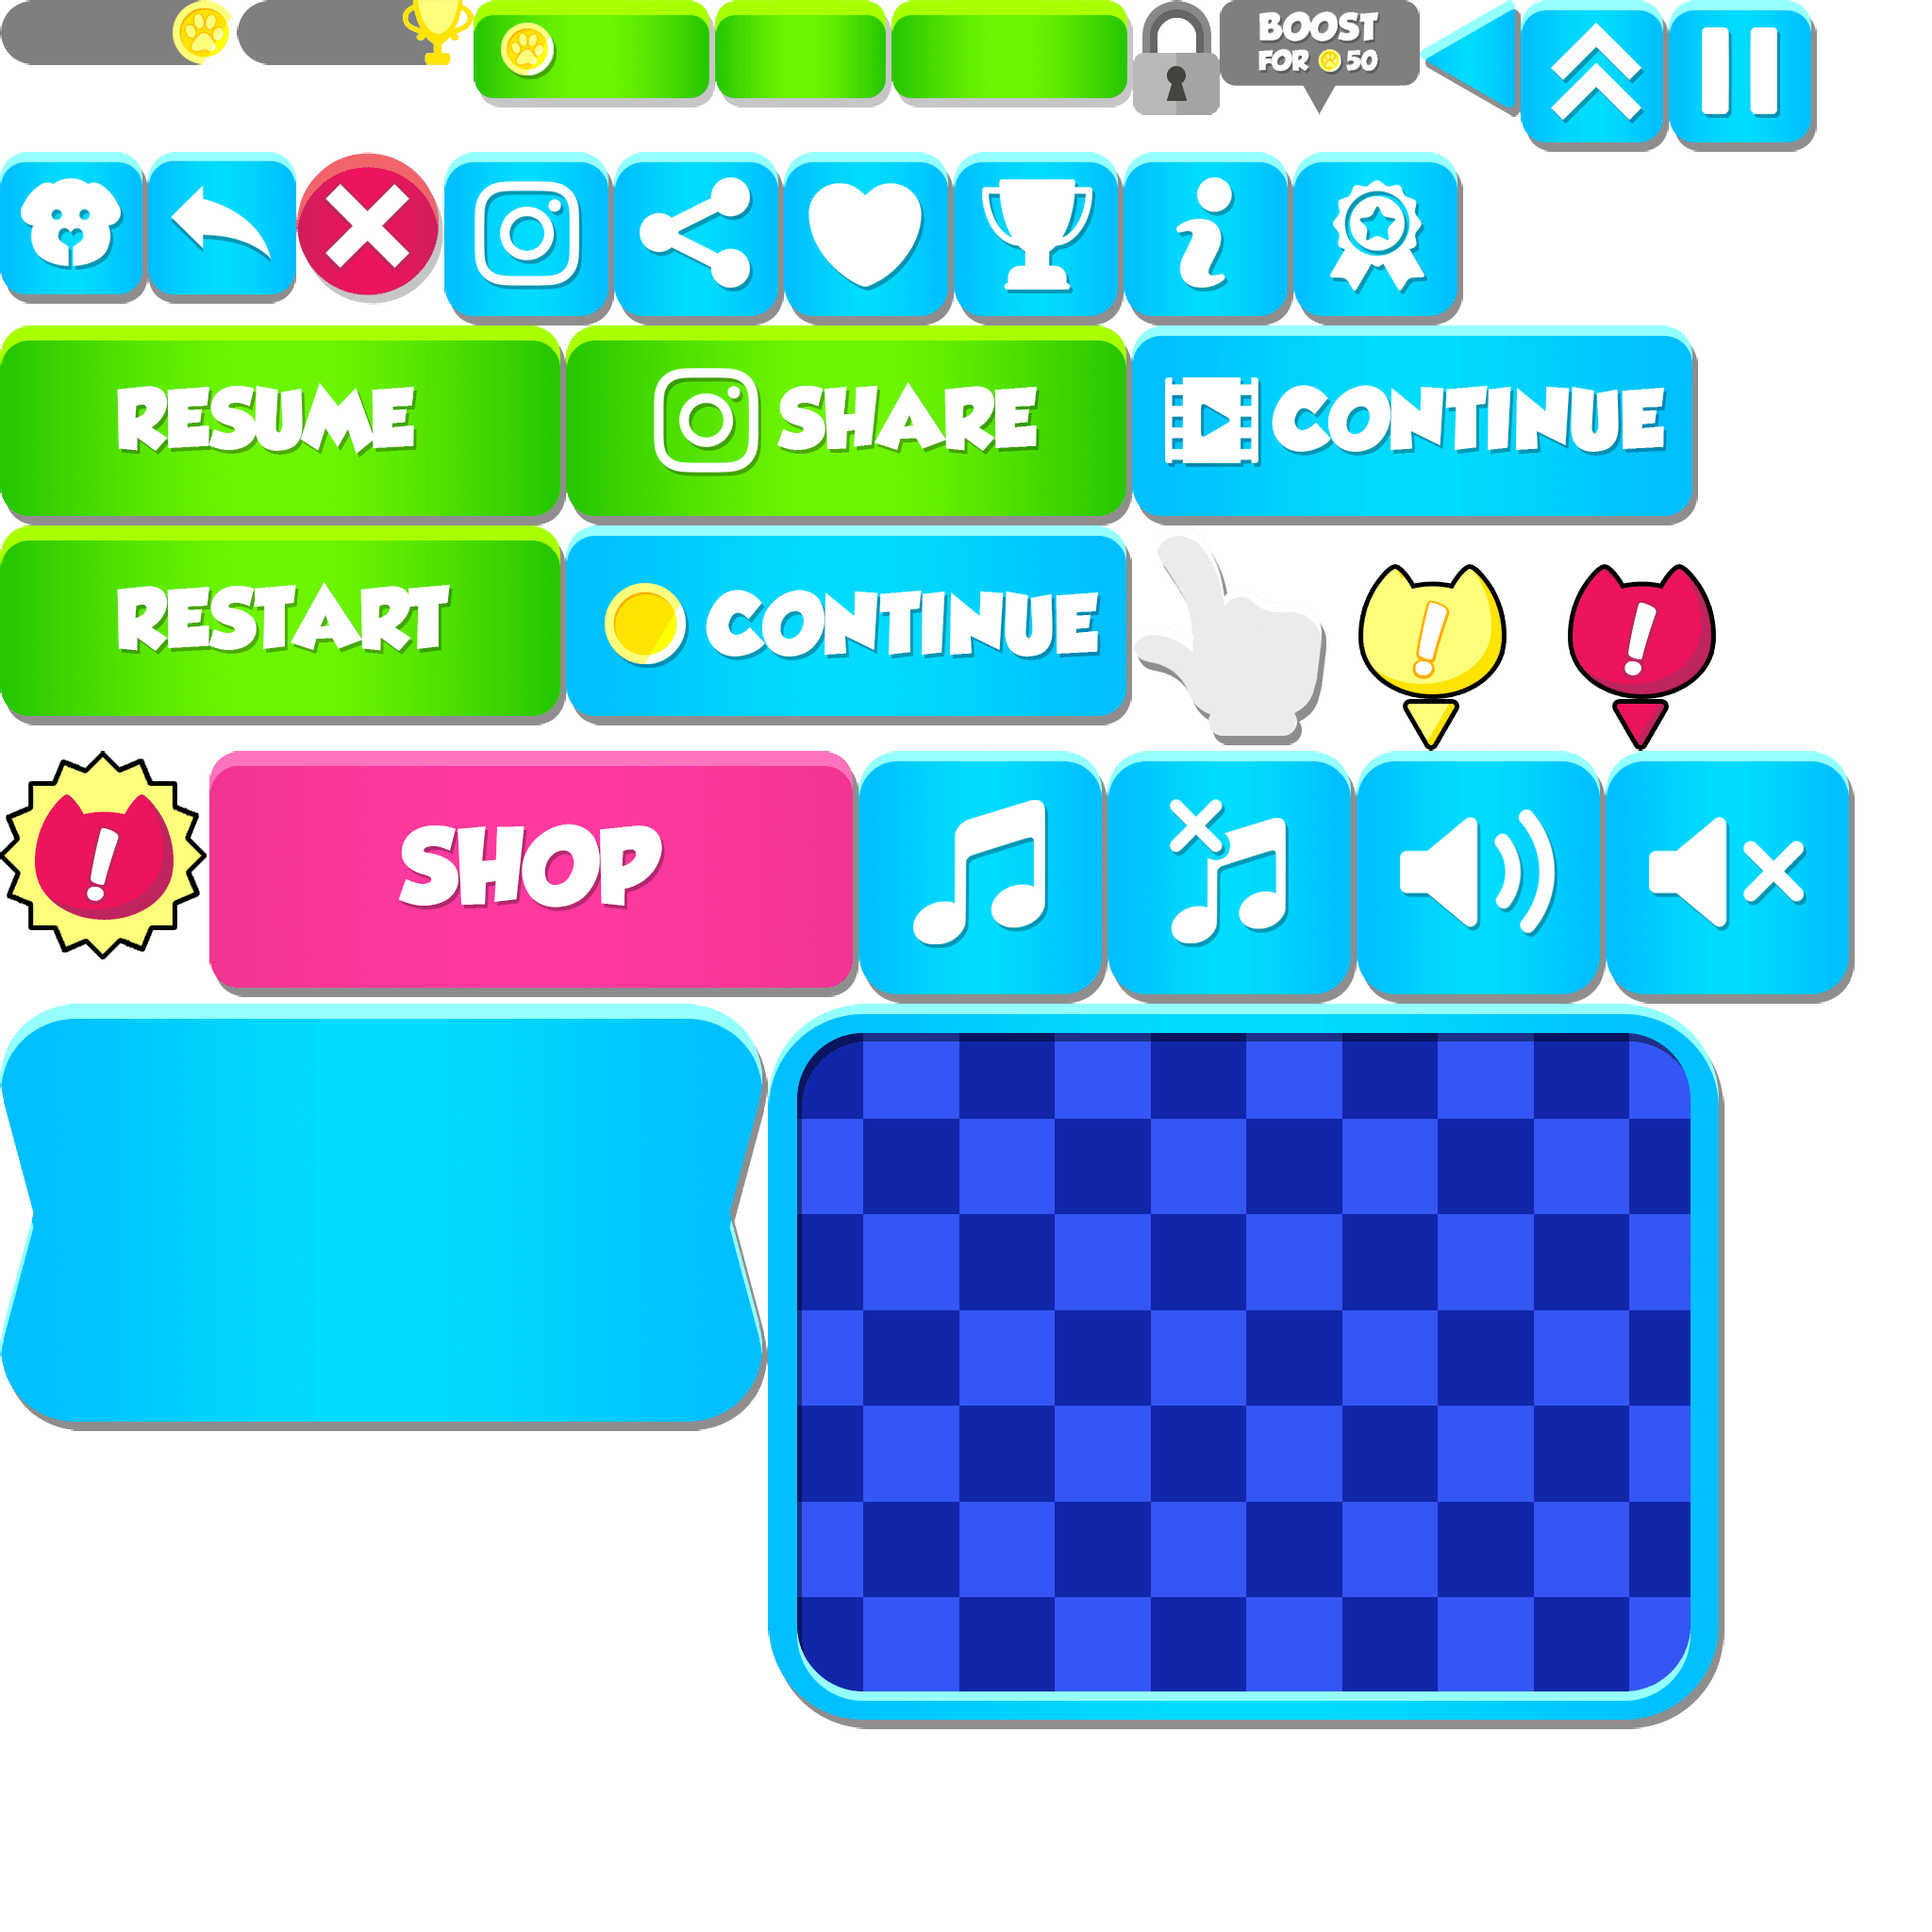 BOOST
FOR 50
RESUME
SHARE
CONTINUE
RESTART
CONTINUE
!
!
!
SHOP